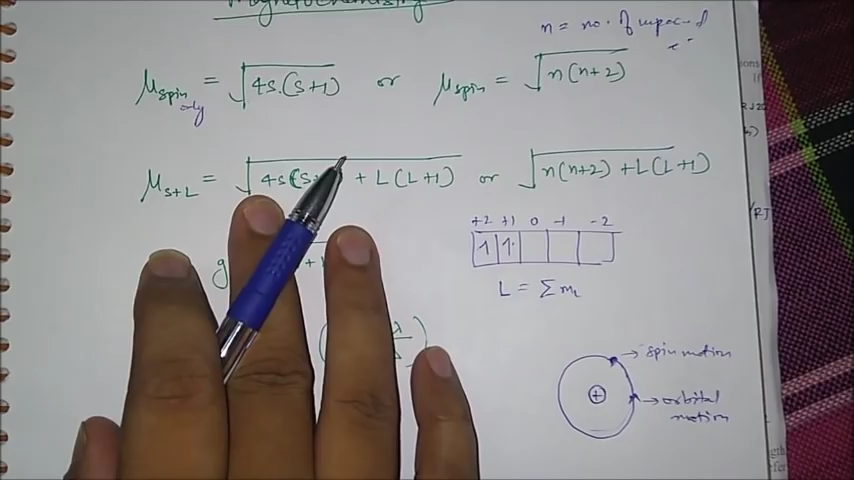 Magnetochemistry
n = no. of unpaired e⁻
μspin only = √4s.(s+1) or μspin = √n(n+2)
μs+L = √4s(s+ + L(L+1) or √n(n+2) + L(L+1)
+2 +1 0 -1 -2
1 1
g +
L = Σ mL
λ
→ spin motion
+ → orbital
motion